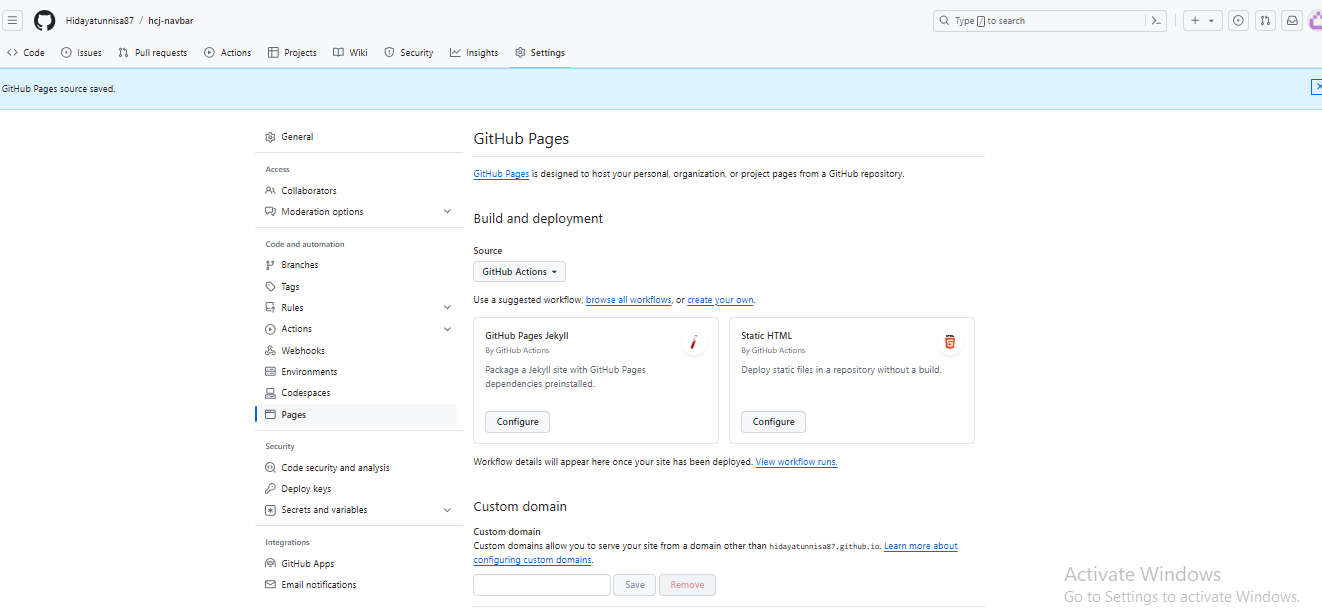 Hidayatunnisa87 / hcj-navbar
Type / to search
Code
Issues
Pull requests
Actions
Projects
Wiki
Security
Insights
Settings
GitHub Pages source saved.
General
Access
Collaborators
Moderation options
Code and automation
Branches
Tags
Rules
Actions
Webhooks
Environments
Codespaces
Pages
Security
Code security and analysis
Deploy keys
Secrets and variables
Integrations
GitHub Apps
Email notifications
GitHub Pages
GitHub Pages is designed to host your personal, organization, or project pages from a GitHub repository.
Build and deployment
Source
GitHub Actions
Use a suggested workflow, browse all workflows, or create your own.
GitHub Pages Jekyll
By GitHub Actions
Package a Jekyll site with GitHub Pages
dependencies preinstalled.
Configure
Static HTML
By GitHub Actions
Deploy static files in a repository without a build.
Configure
Workflow details will appear here once your site has been deployed. View workflow runs.
Custom domain
Custom domain
Custom domains allow you to serve your site from a domain other than hidayatunnisa87.github.io. Learn more about
configuring custom domains.
Save
Remove
Activate Windows
Go to Settings to activate Windows.